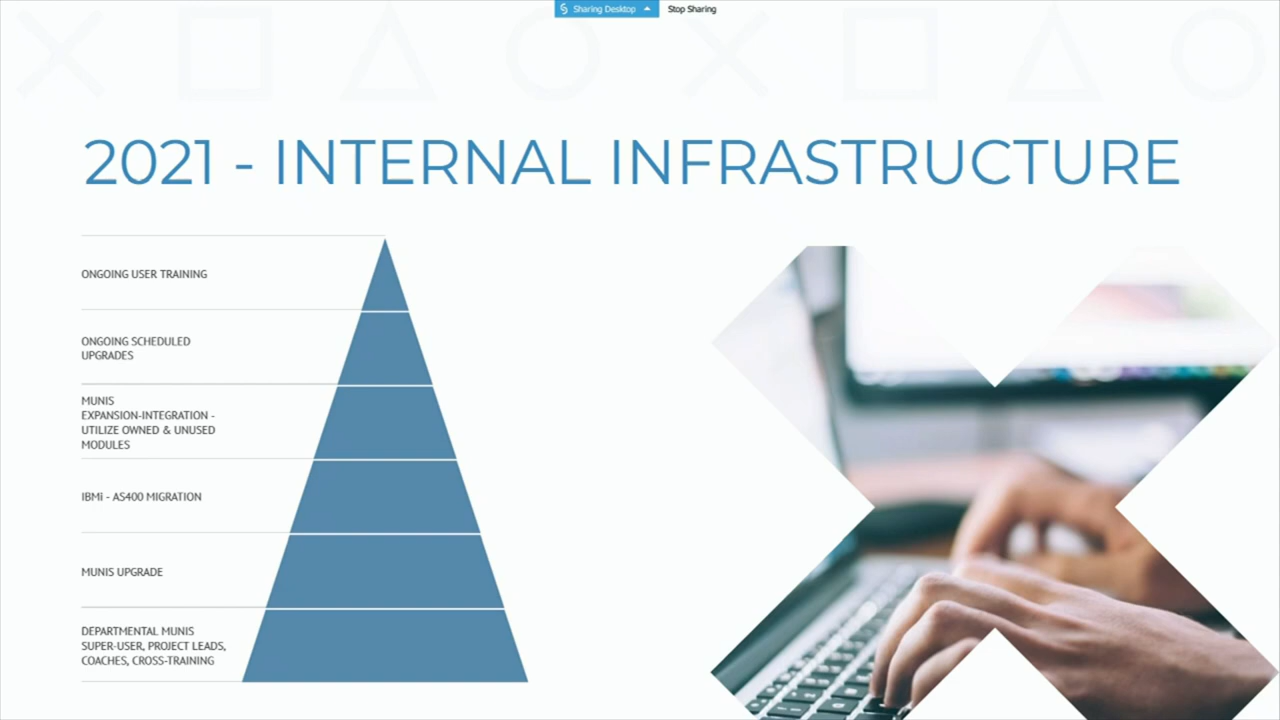 Sharing Desktop
Stop Sharing
2021 - INTERNAL INFRASTRUCTURE
ONGOING USER TRAINING
ONGOING SCHEDULED
UPGRADES
MUNIS
EXPANSION-INTEGRATION -
UTILIZE OWNED & UNUSED
MODULES
IBMi - AS400 MIGRATION
MUNIS UPGRADE
DEPARTMENTAL MUNIS
SUPER-USER, PROJECT LEADS,
COACHES, CROSS-TRAINING